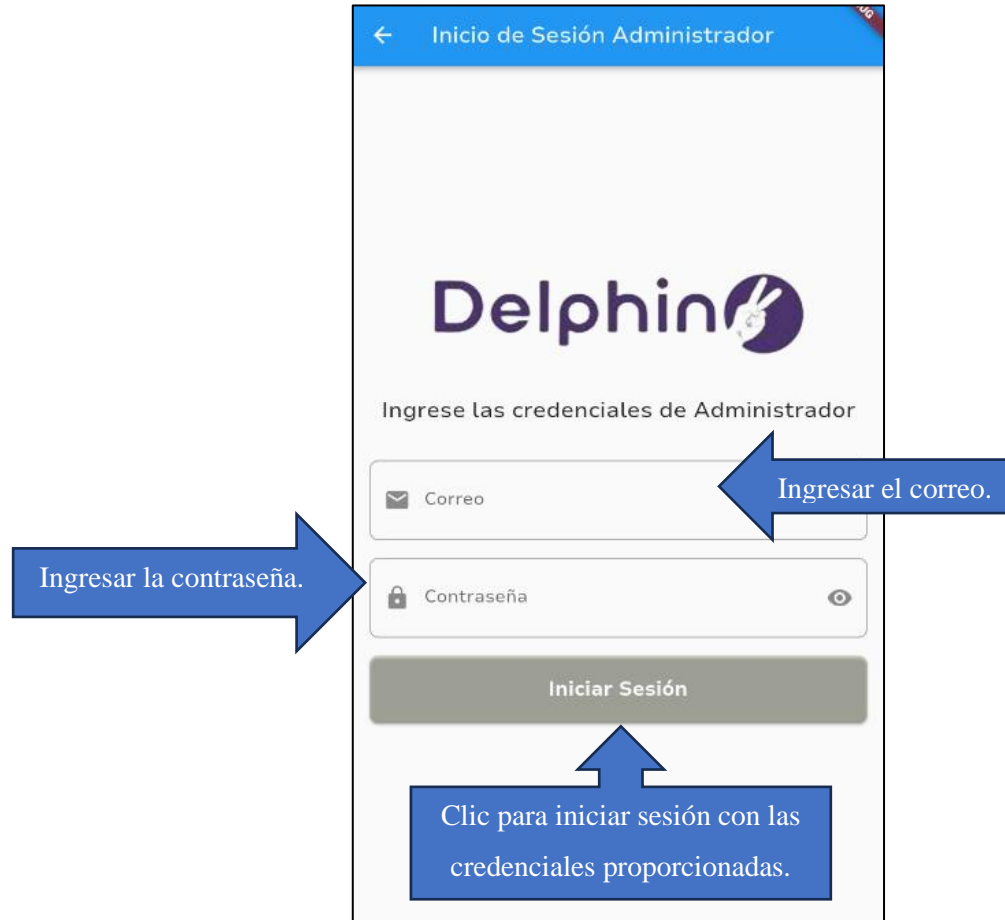 Inicio de Sesión Administrador
Delphin
Ingrese las credenciales de Administrador
Correo
Ingresar el correo.
Ingresar la contraseña.
Contraseña
Iniciar Sesión
Clic para iniciar sesión con las
credenciales proporcionadas.